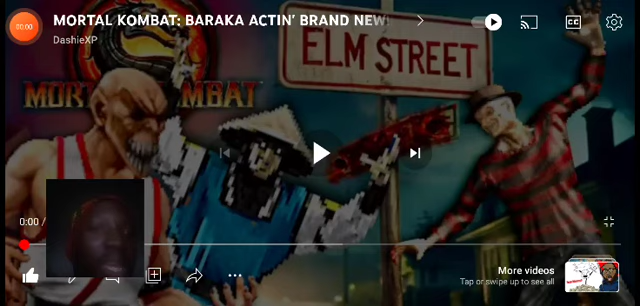 00:00
MORTAL KOMBAT: BARAKA ACTIN' BRAND NEW
DashieXP
CC
ELM STREET
MORTAL KOMBAT
0:00 /
More videos
Tap or swipe up to see all